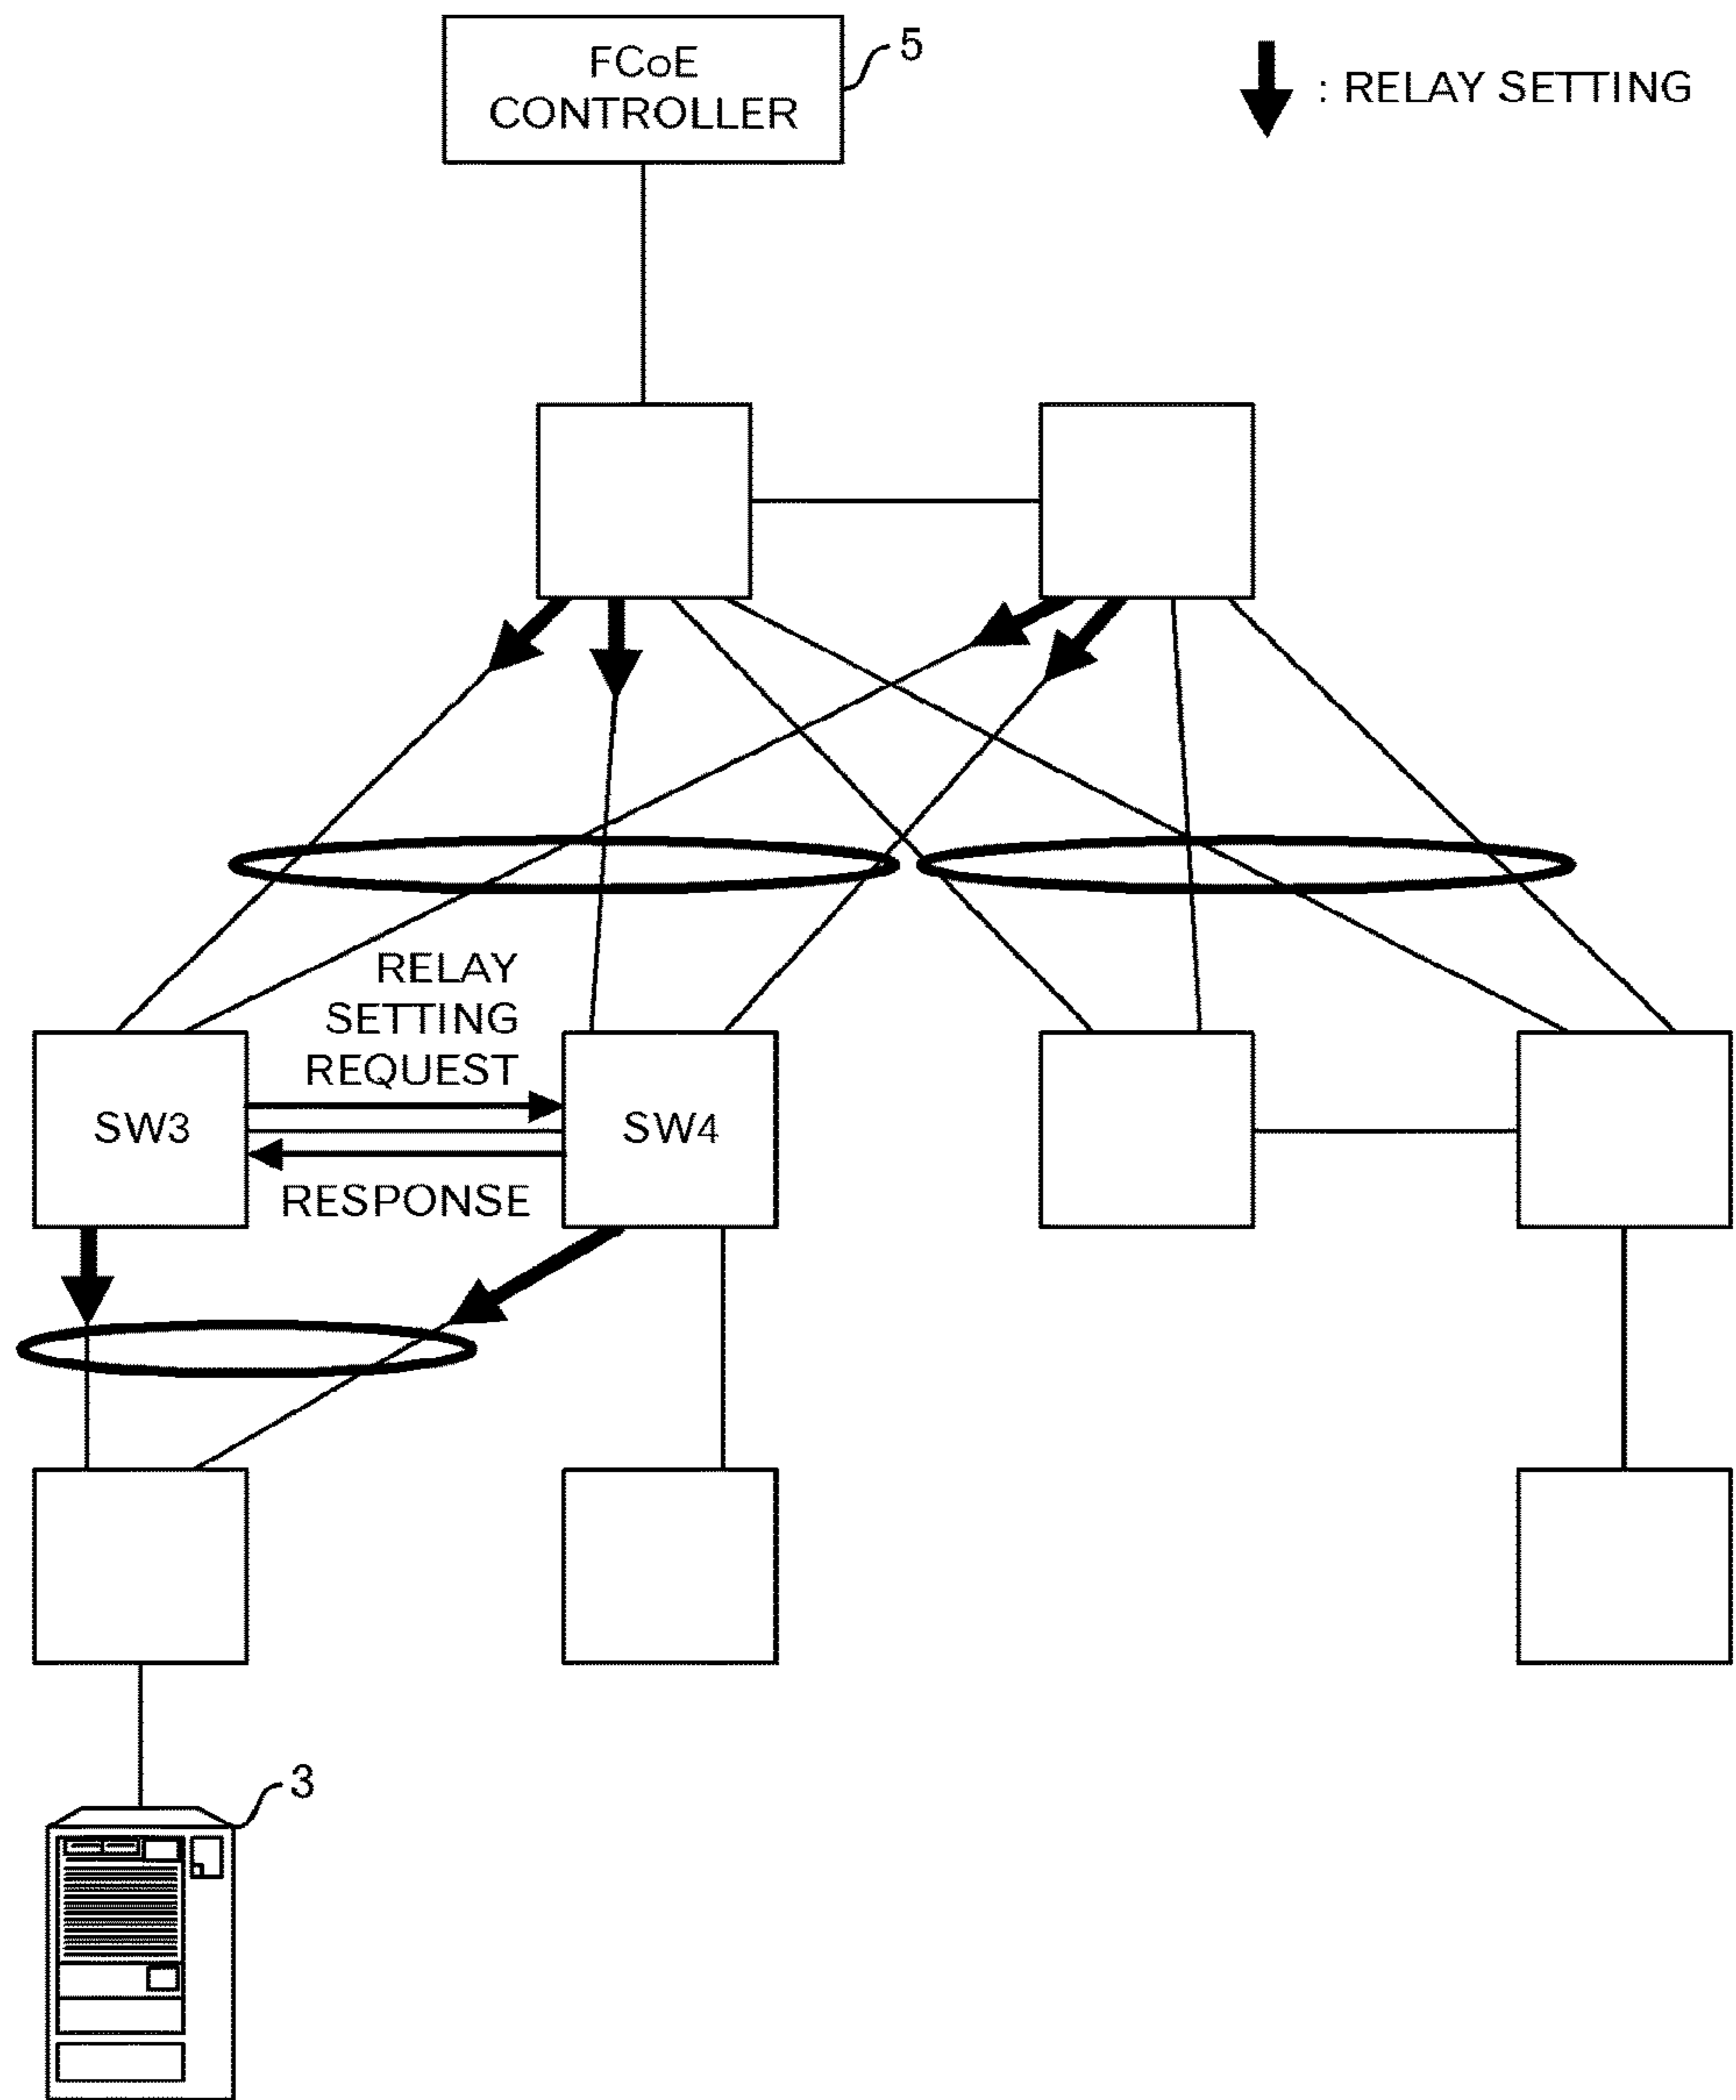 FCoE
CONTROLLER
5
: RELAY SETTING
RELAY
SETTING
REQUEST
SW3
SW4
RESPONSE
3